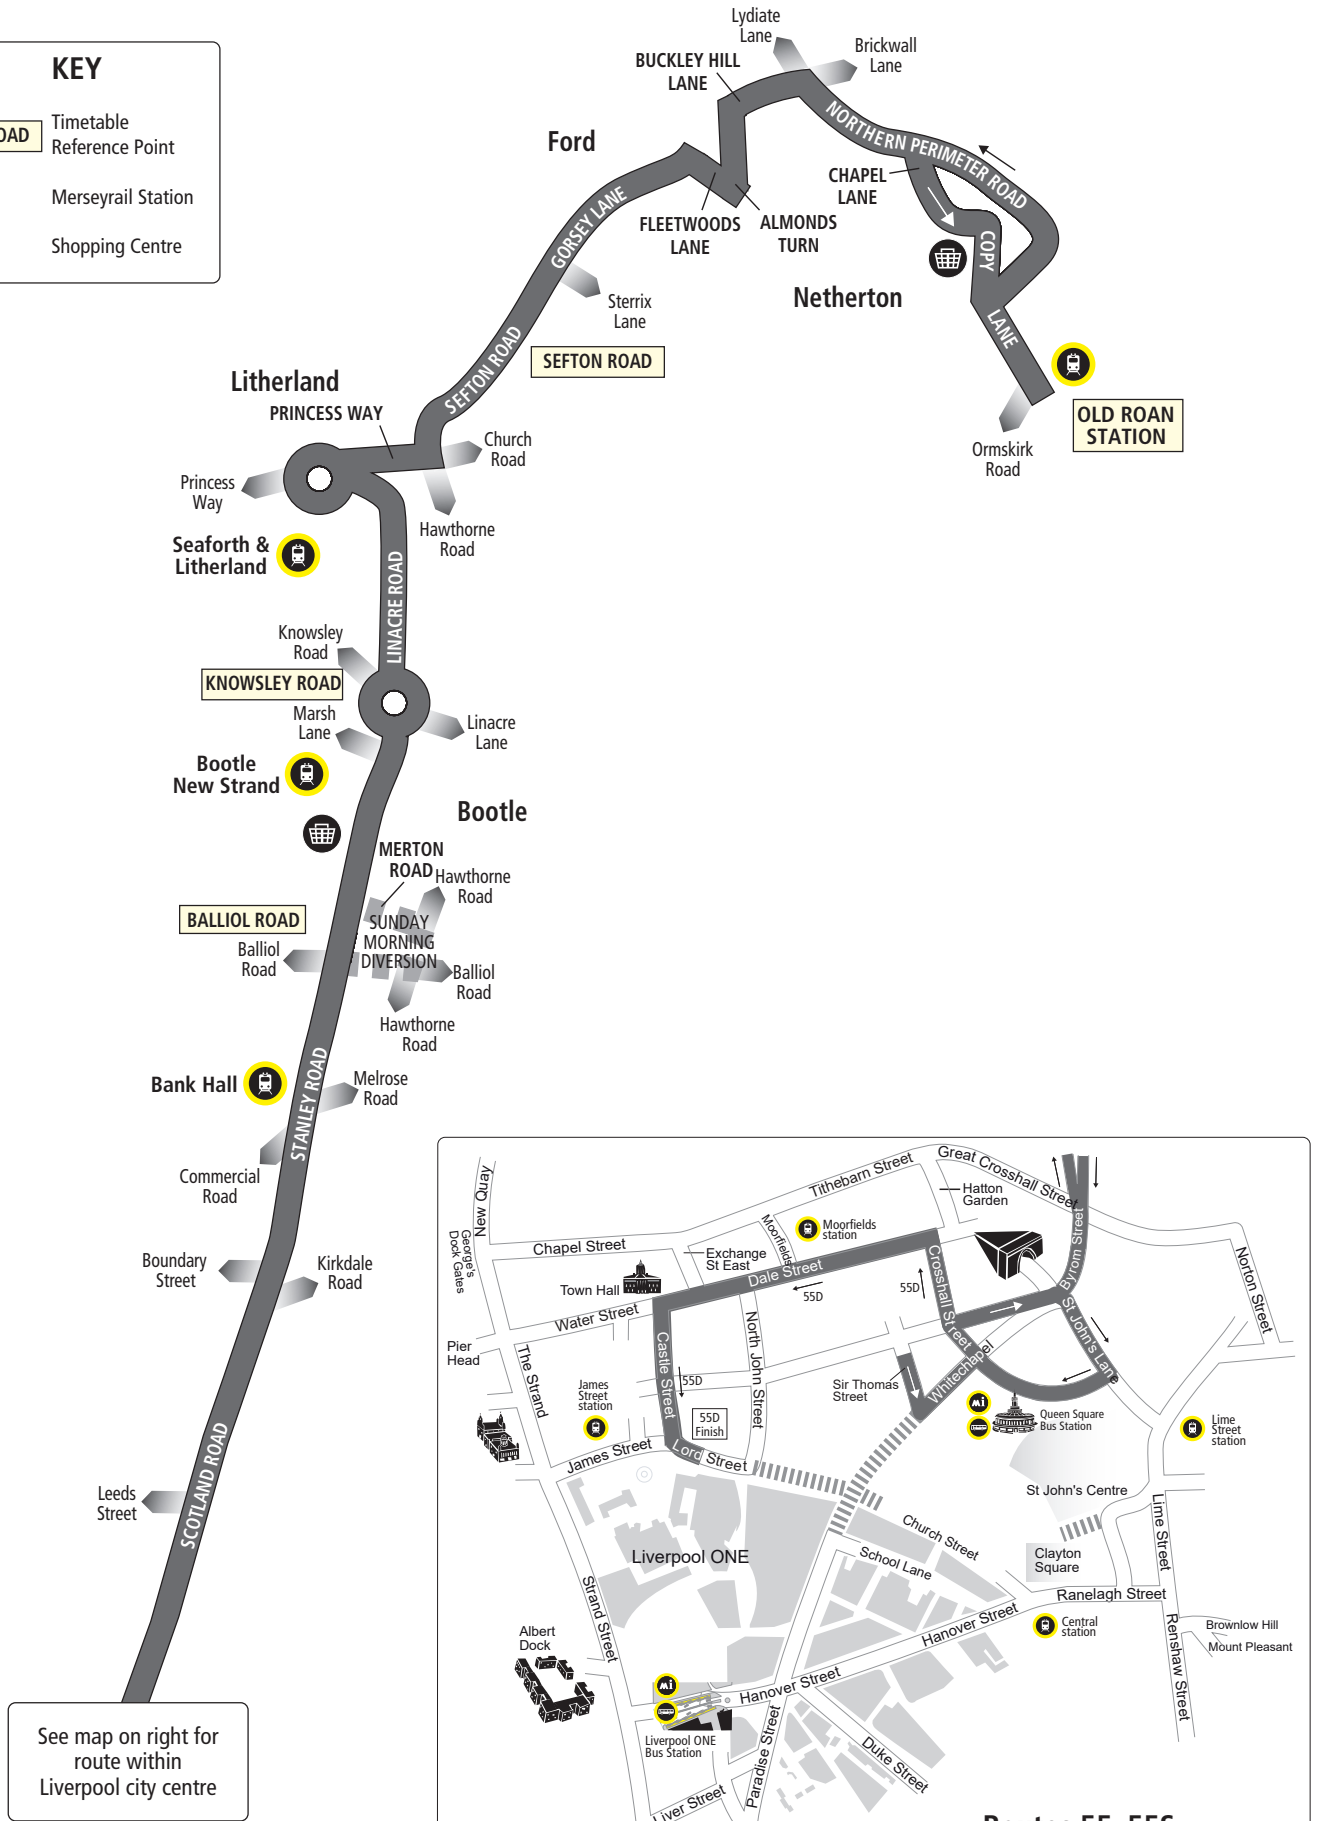 KEY
OAD
Timetable
Reference Point
Merseyrail Station
Shopping Centre
Lydiate
Lane
Brickwall
Lane
BUCKLEY HILL
LANE
NORTHERN PERIMETER ROAD
Ford
CHAPEL
LANE
FLEETWOODS
LANE
ALMONDS
TURN
GORSEY LANE
COPY
LANE
Netherton
Sterrix
Lane
SEFTON ROAD
SEFTON ROAD
OLD ROAN
STATION
Ormskirk
Road
Litherland
PRINCESS WAY
Church
Road
Princess
Way
Hawthorne
Road
Seaforth &
Litherland
LINACRE ROAD
Knowsley
Road
KNOWSLEY ROAD
Marsh
Lane
Linacre
Lane
Bootle
New Strand
Bootle
MERTON
ROAD
Hawthorne
Road
BALLIOL ROAD
SUNDAY
MORNING
DIVERSION
Balliol
Road
Balliol
Road
Hawthorne
Road
Bank Hall
Melrose
Road
STANLEY ROAD
Commercial
Road
Boundary
Street
Kirkdale
Road
SCOTLAND ROAD
Leeds
Street
See map on right for
route within
Liverpool city centre
New Quay
George's
Dock Gates
Chapel Street
Tithebarn Street
Great Crosshall Street
Hatton
Garden
Moorfields
Moorfields
station
Exchange
St East
Town Hall
Dale Street
55D
55D
Crosshall Street
Byrom Street
Norton Street
Water Street
Pier
Head
The Strand
Castle Street
55D
North John Street
St John's Lane
Whitechapel
Sir Thomas
Street
James
Street
station
55D
Finish
mi
Queen Square
Bus Station
Lime
Street
station
James Street
Lord Street
St John's Centre
Lime Street
Liverpool ONE
Church Street
School Lane
Clayton
Square
Ranelagh Street
Strand Street
Hanover Street
Central
station
Renshaw Street
Brownlow Hill
Mount Pleasant
Albert
Dock
mi
Hanover Street
Liverpool ONE
Bus Station
Paradise Street
Duke Street
Liver Street
Routes 55, 55C